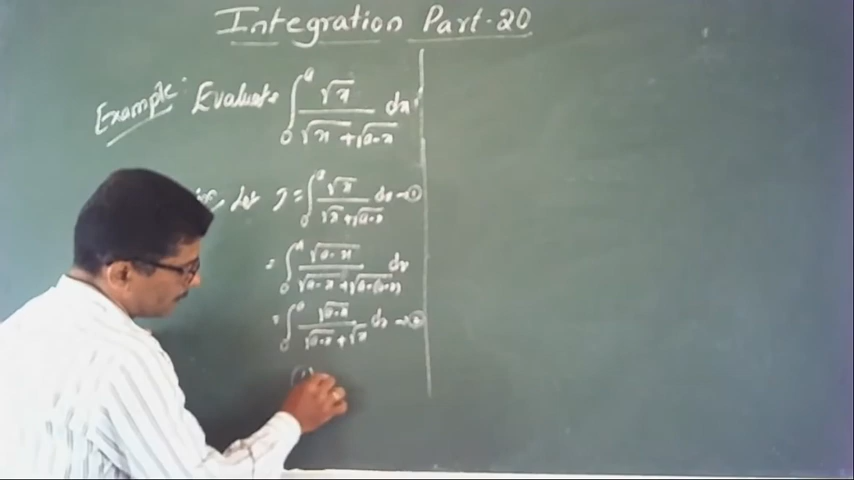 Integration Part-20
Example: Evaluate ∫₀ᵃ √x / (√x + √(a-x)) dx
Let I = ∫₀ᵃ √x / (√x + √(a-x)) dx → ①
= ∫₀ᵃ √(a-x) / (√(a-x) + √(a-(a-x))) dx
= ∫₀ᵃ √(a-x) / (√(a-x) + √x) dx → ②